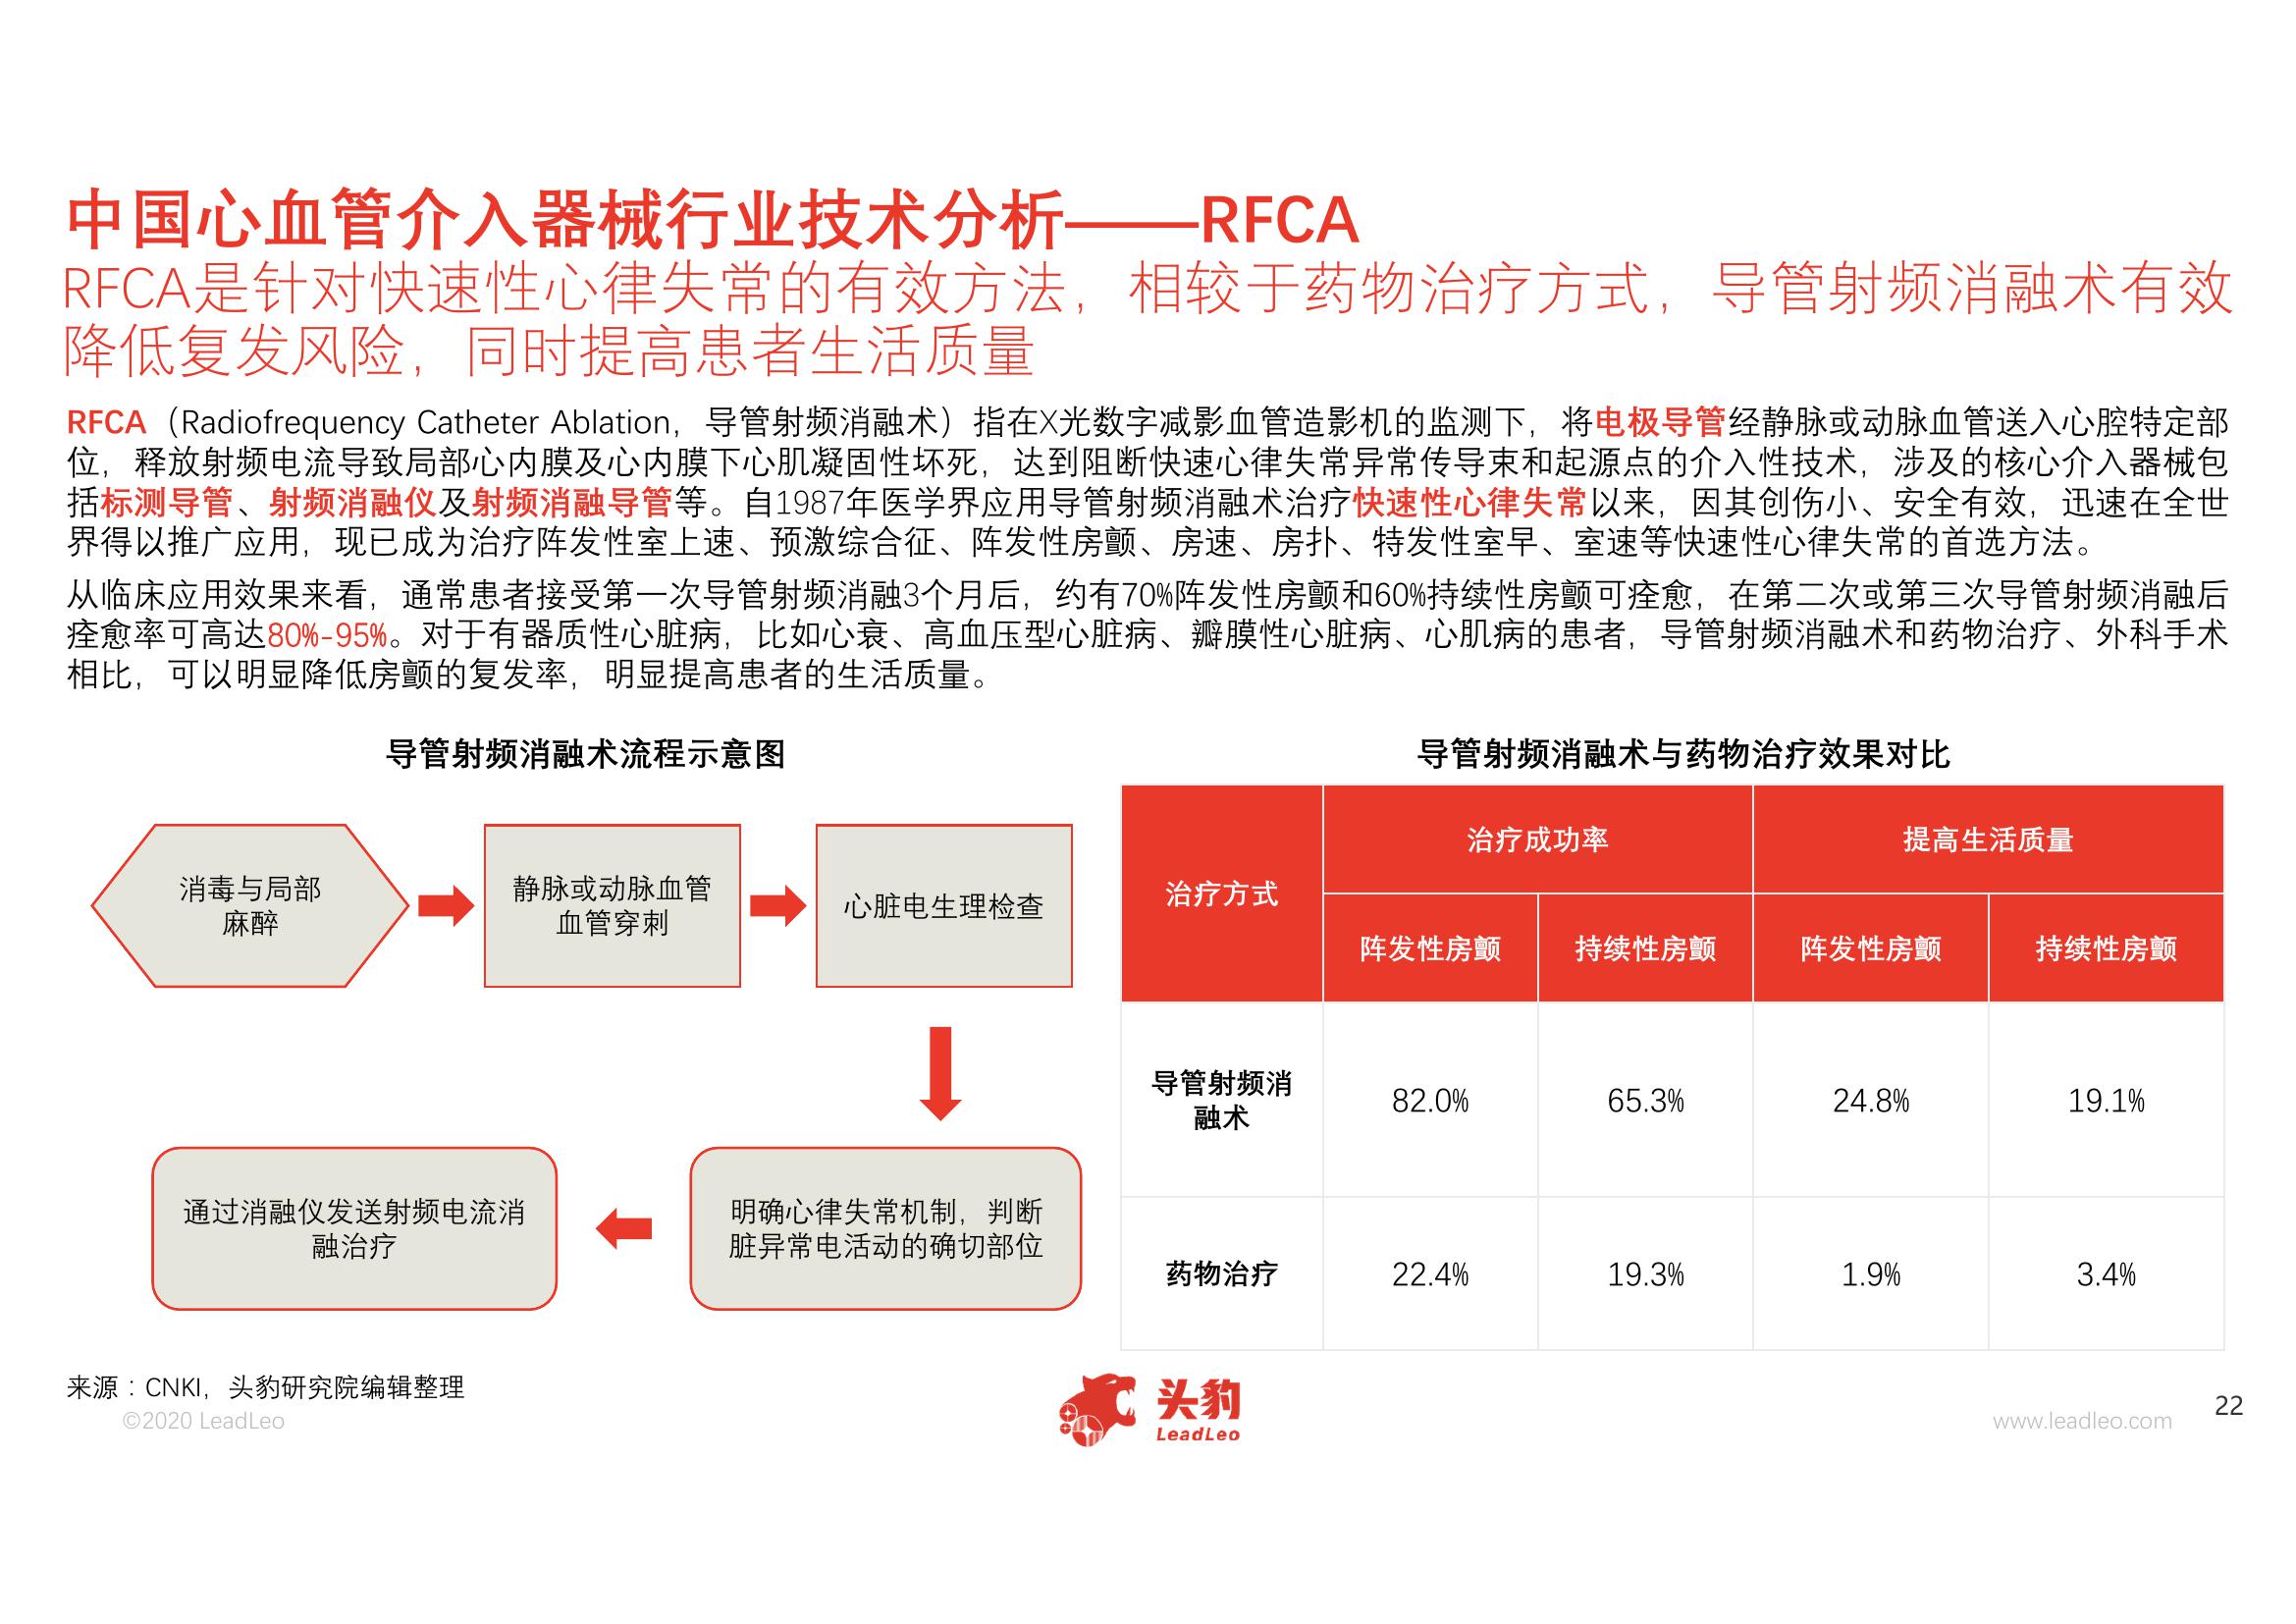 中国心血管介入器械行业技术分析——RFCA
RFCA是针对快速性心律失常的有效方法，相较于药物治疗方式，导管射频消融术有效
降低复发风险，同时提高患者生活质量
RFCA（Radiofrequency Catheter Ablation，导管射频消融术）指在X光数字减影血管造影机的监测下，将电极导管经静脉或动脉血管送入心腔特定部
位，释放射频电流导致局部心内膜及心内膜下心肌凝固性坏死，达到阻断快速心律失常异常传导束和起源点的介入性技术，涉及的核心介入器械包
括标测导管、射频消融仪及射频消融导管等。自1987年医学界应用导管射频消融术治疗快速性心律失常以来，因其创伤小、安全有效，迅速在全世
界得以推广应用，现已成为治疗阵发性室上速、预激综合征、阵发性房颤、房速、房扑、特发性室早、室速等快速性心律失常的首选方法。
从临床应用效果来看，通常患者接受第一次导管射频消融3个月后，约有70%阵发性房颤和60%持续性房颤可痊愈，在第二次或第三次导管射频消融后
痊愈率可高达80%-95%。对于有器质性心脏病，比如心衰、高血压型心脏病、瓣膜性心脏病、心肌病的患者，导管射频消融术和药物治疗、外科手术
相比，可以明显降低房颤的复发率，明显提高患者的生活质量。
导管射频消融术流程示意图
消毒与局部
麻醉
静脉或动脉血管
血管穿刺
心脏电生理检查
明确心律失常机制，判断
脏异常电活动的确切部位
通过消融仪发送射频电流消
融治疗
导管射频消融术与药物治疗效果对比
治疗方式
治疗成功率
提高生活质量
阵发性房颤
持续性房颤
阵发性房颤
持续性房颤
导管射频消
融术
82.0%
65.3%
24.8%
19.1%
药物治疗
22.4%
19.3%
1.9%
3.4%
来源：CNKI，头豹研究院编辑整理
©2020 LeadLeo
头豹
LeadLeo
www.leadleo.com
22